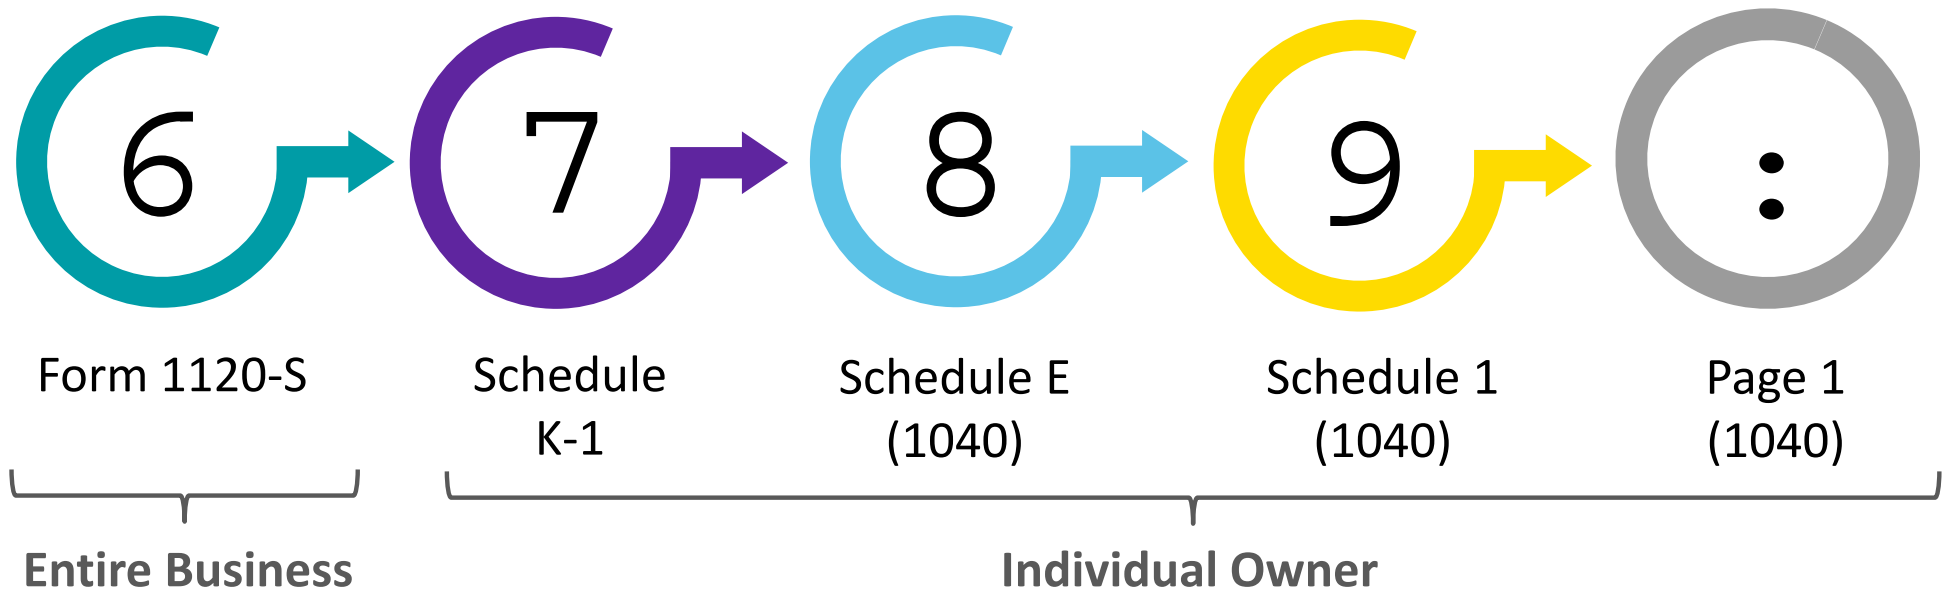 6 7 8 9 :
Form 1120-S
Schedule
K-1
Schedule E
(1040)
Schedule 1
(1040)
Page 1
(1040)
Entire Business
Individual Owner